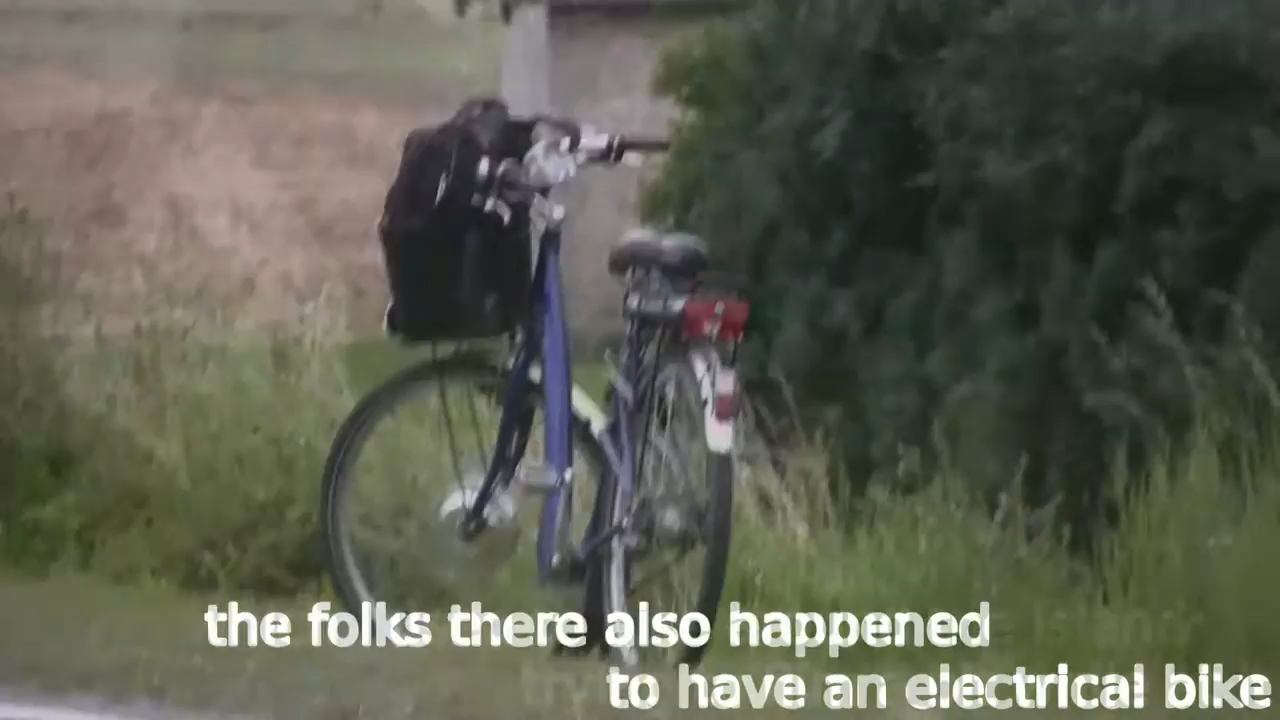 the folks there also happened
to have an electrical bike